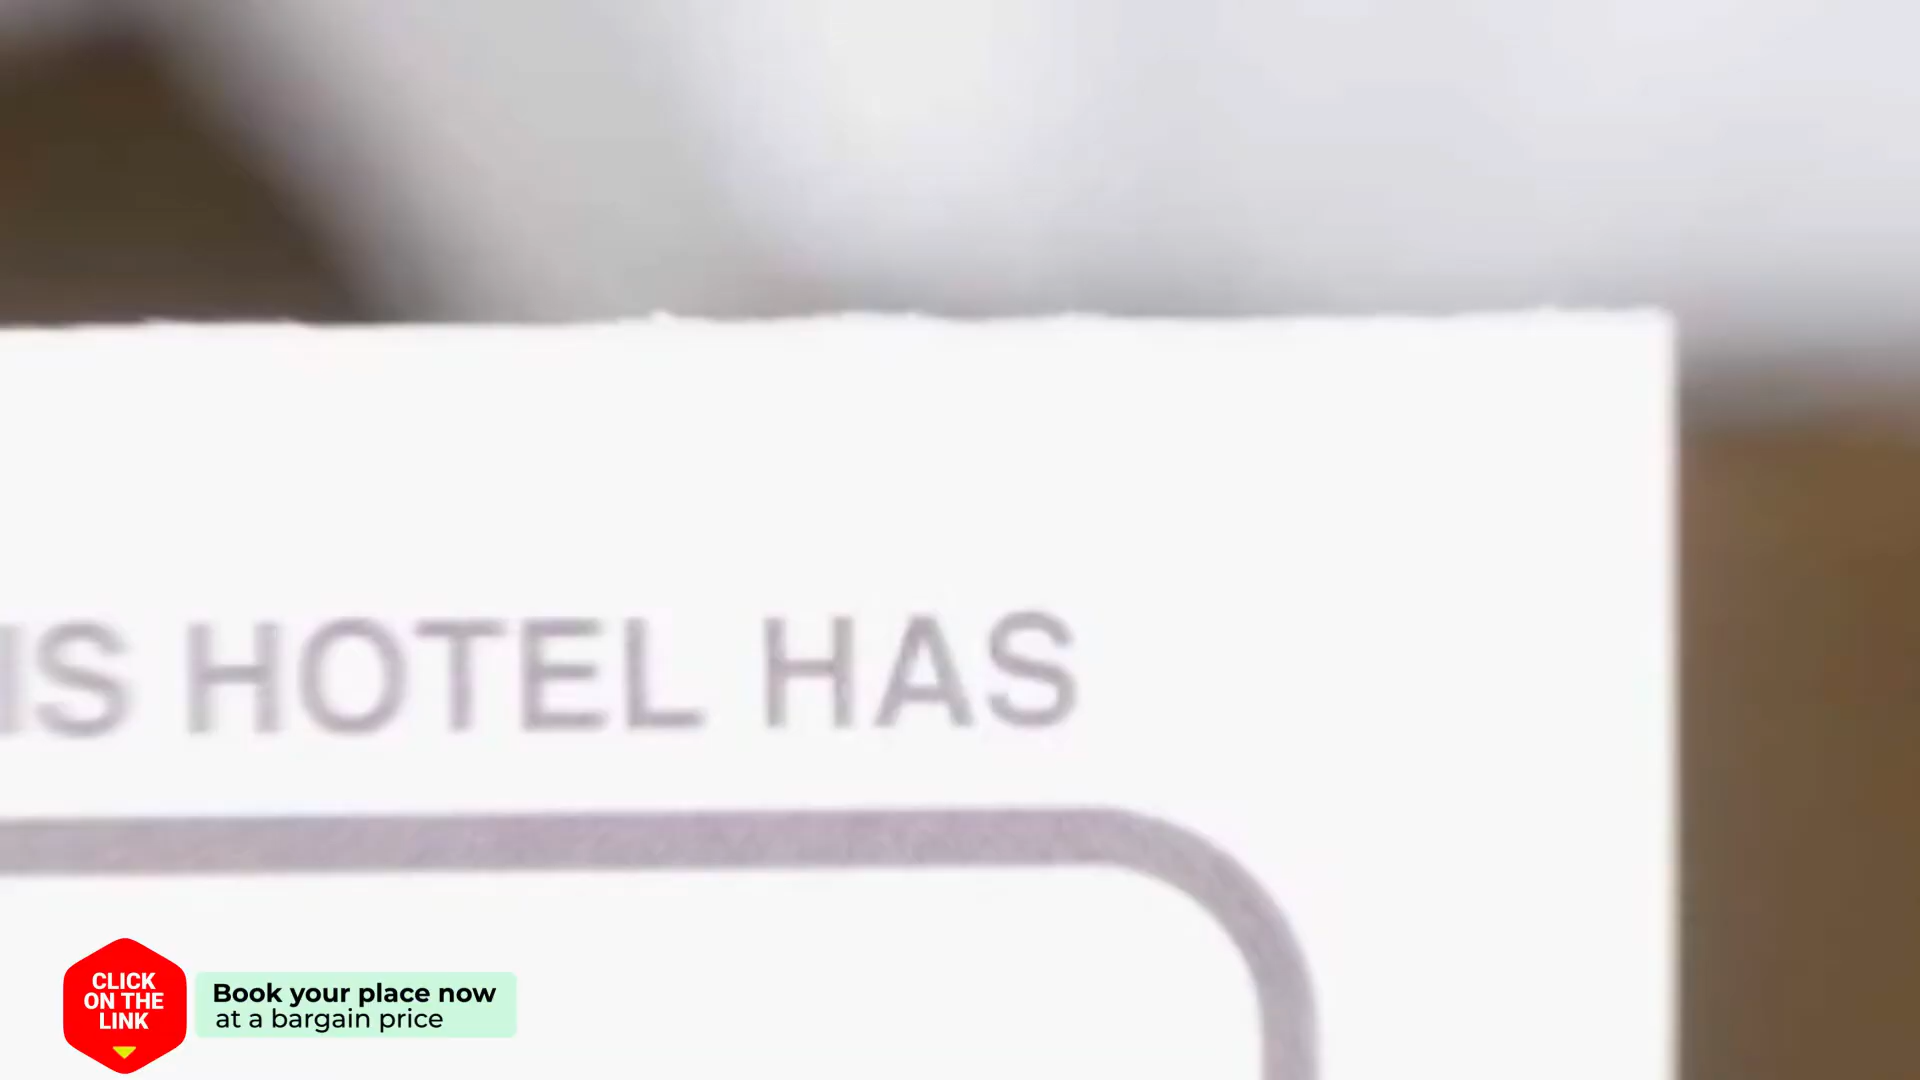 IS HOTEL HAS
CLICK
ON THE
LINK
Book your place now
at a bargain price